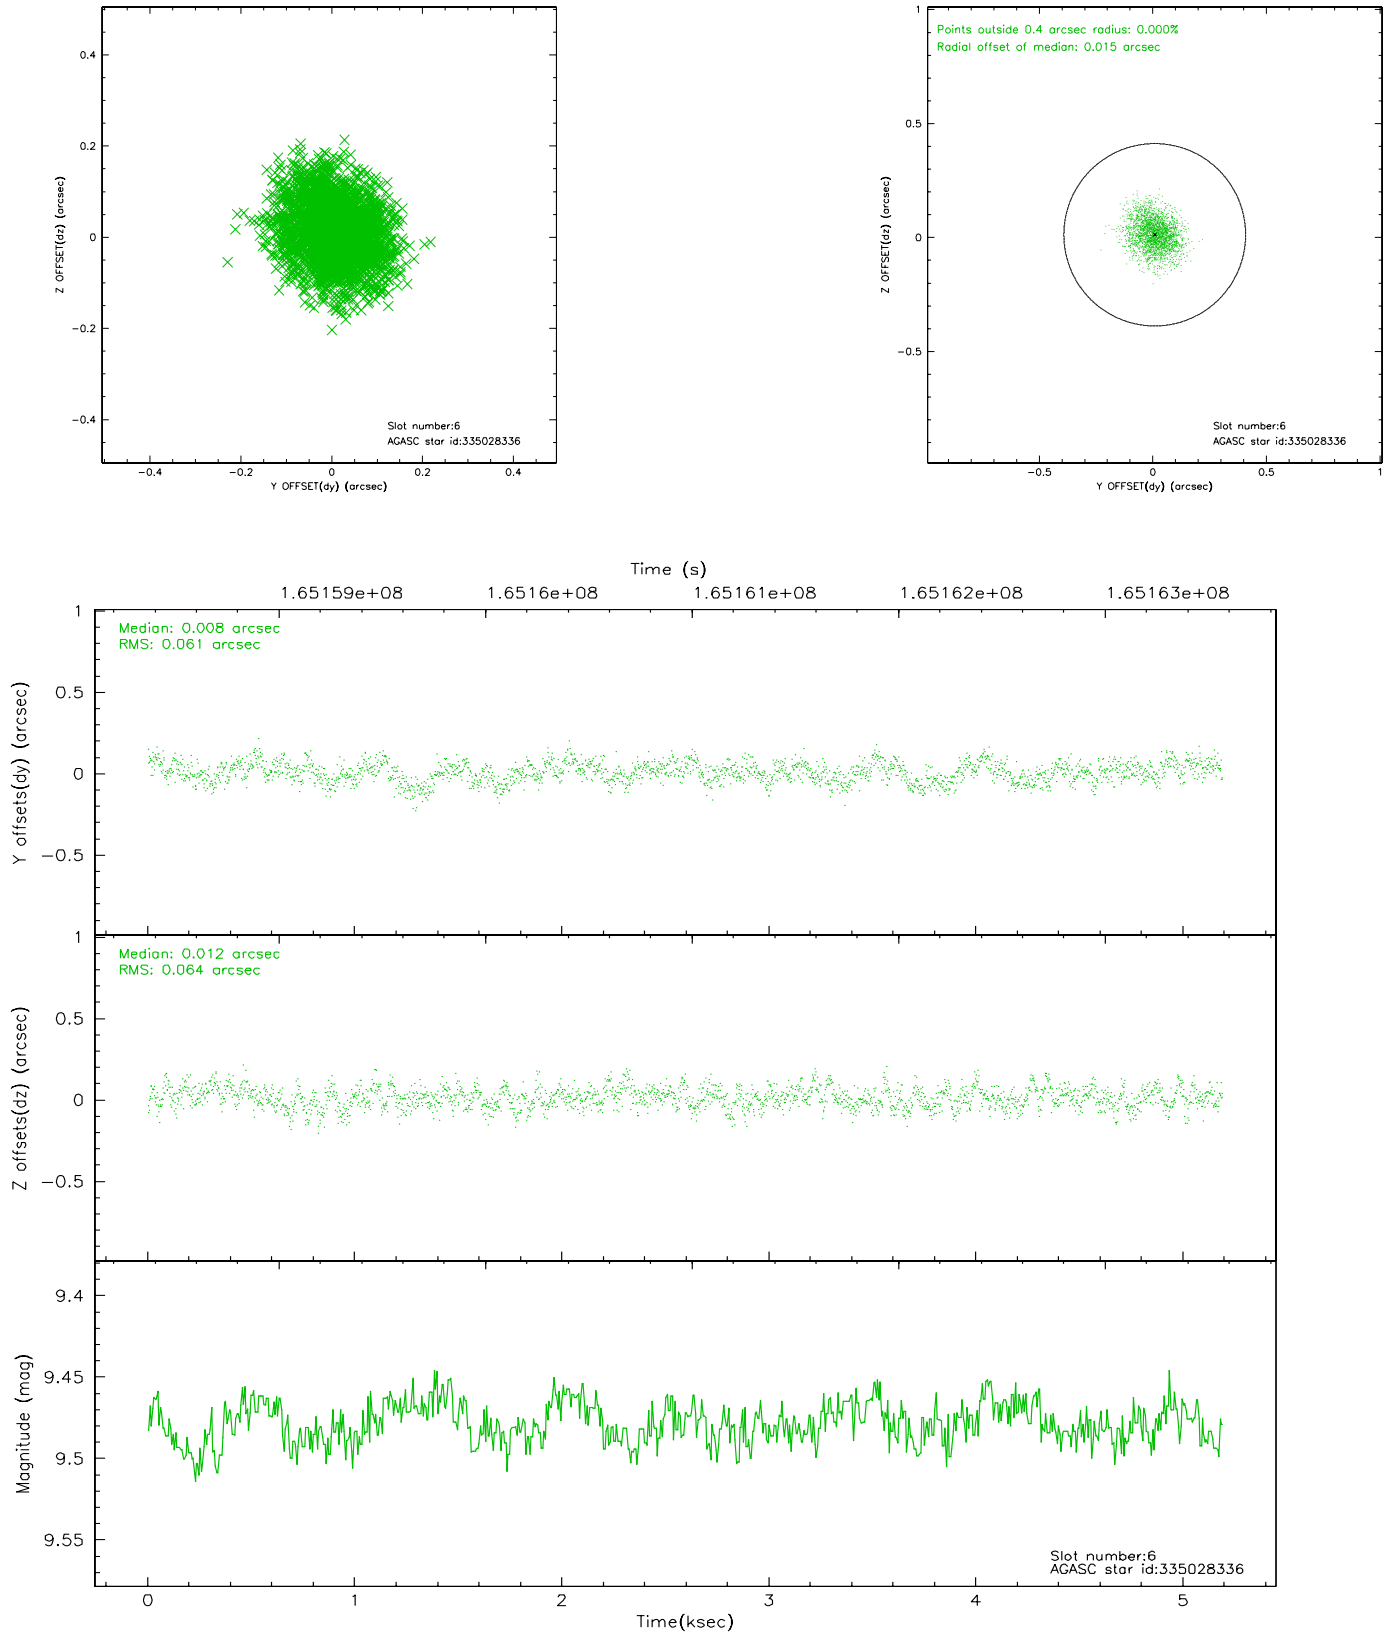 0.4
0.2
0
-0.2
-0.4
Z OFFSET(dz) (arcsec)
Slot number:6
AGASC star id:335028336
-0.4 -0.2 0 0.2 0.4
Y OFFSET(dy) (arcsec)
Points outside 0.4 arcsec radius: 0.000%
Radial offset of median: 0.015 arcsec
1
0.5
0
-0.5
Z OFFSET(dz) (arcsec)
Slot number:6
AGASC star id:335028336
-0.5 0 0.5 1
Y OFFSET(dy) (arcsec)
Time (s)
1.65159e+08 1.6516e+08 1.65161e+08 1.65162e+08 1.65163e+08
Median: 0.008 arcsec
RMS: 0.061 arcsec
1
0.5
0
-0.5
Y offsets(dy) (arcsec)
Median: 0.012 arcsec
RMS: 0.064 arcsec
1
0.5
0
-0.5
Z offsets(dz) (arcsec)
9.4
9.45
9.5
9.55
Magnitude (mag)
Slot number:6
AGASC star id:335028336
0 1 2 3 4 5
Time(ksec)